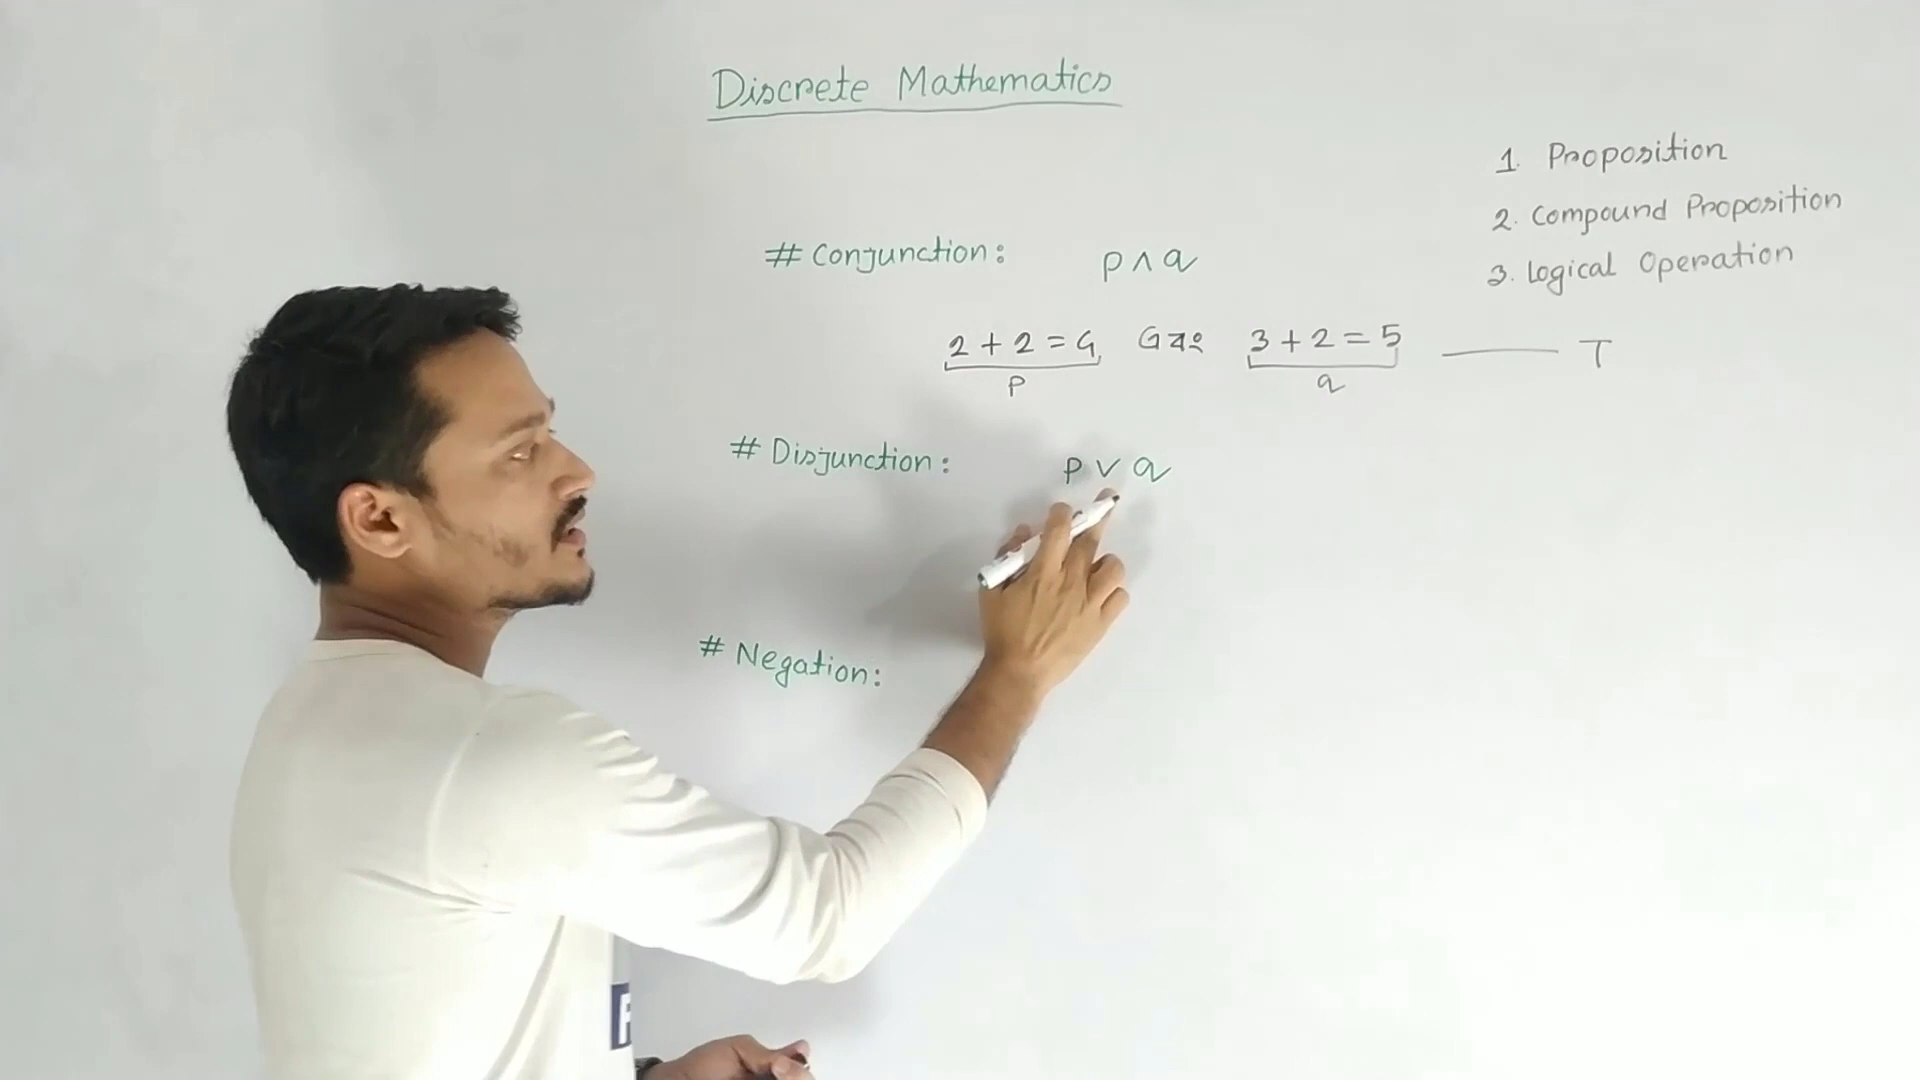 Discrete Mathematics
1. Proposition
2. Compound Proposition
3. Logical Operation
# Conjunction: p ∧ q
2 + 2 = 4 এবং 3 + 2 = 5 —— T
p q
# Disjunction: p ∨ q
# Negation:
F